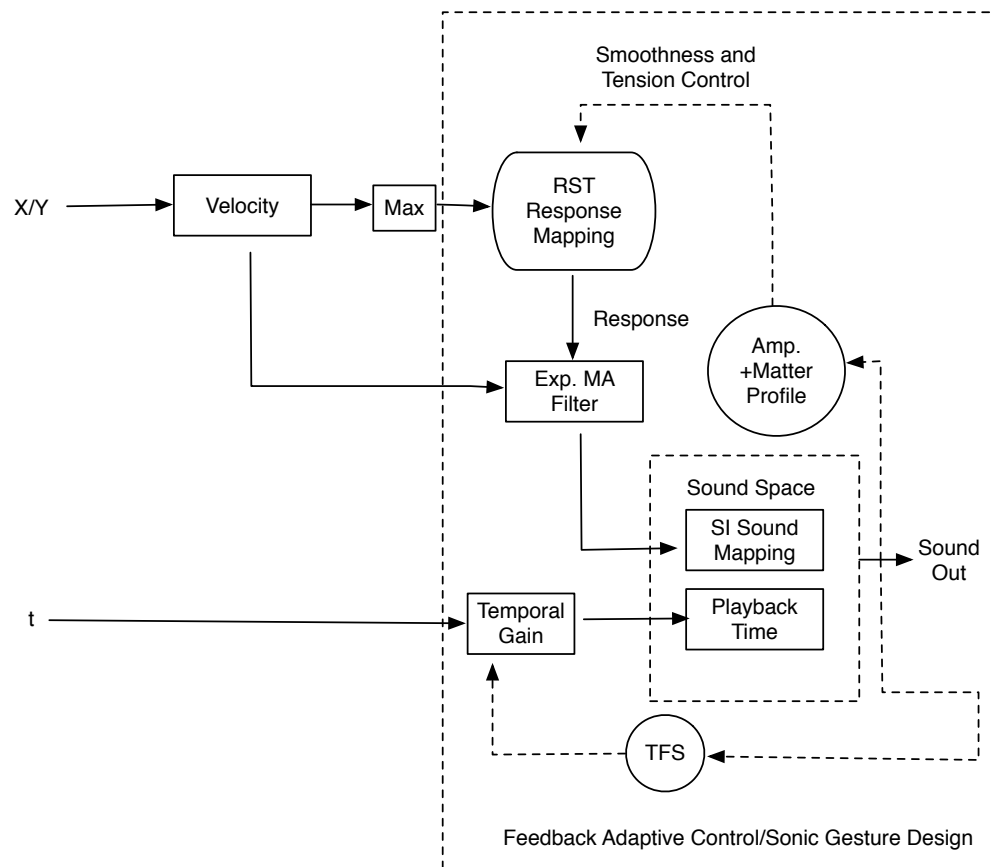 Smoothness and
Tension Control
X/Y
Velocity
Max
RST
Response
Mapping
Response
Amp.
+Matter
Profile
Exp. MA
Filter
Sound Space
SI Sound
Mapping
Sound
Out
t
Temporal
Gain
Playback
Time
TFS
Feedback Adaptive Control/Sonic Gesture Design